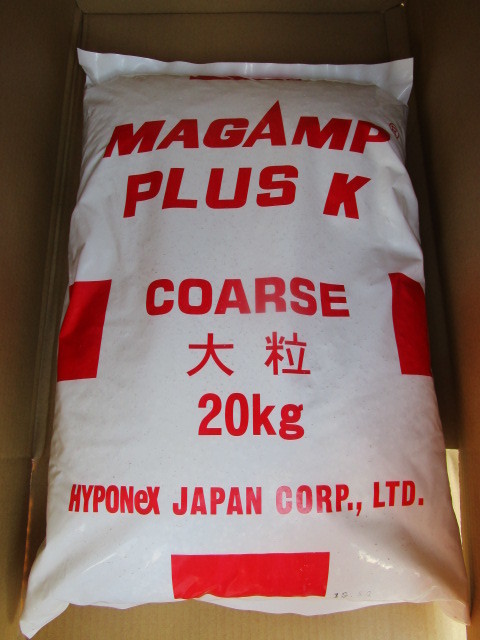 MAGAMP®
PLUS K
COARSE
大粒
20kg
HYPONeX JAPAN CORP., LTD.